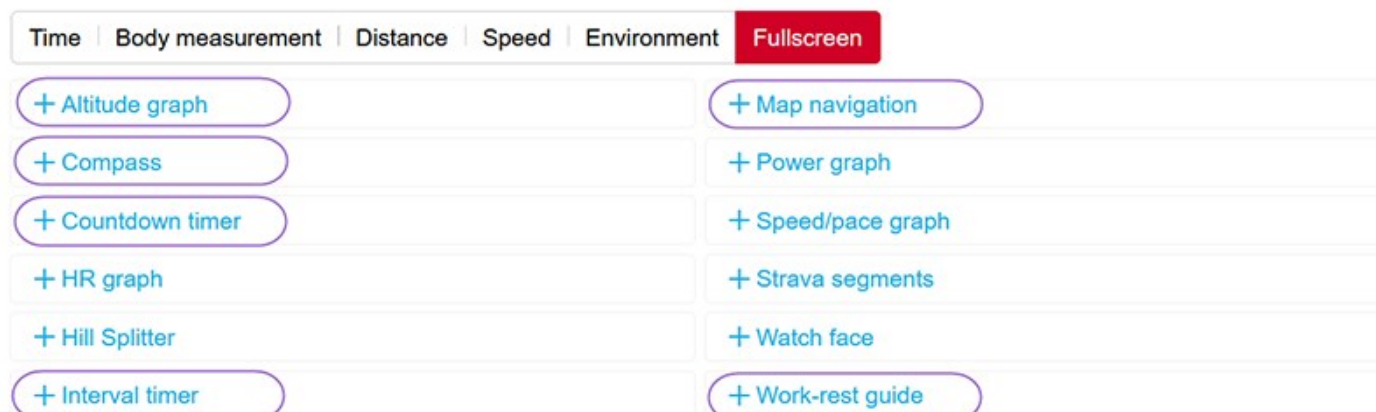 Time Body measurement Distance Speed Environment Fullscreen
+ Altitude graph
+ Compass
+ Countdown timer
+ HR graph
+ Hill Splitter
+ Interval timer
+ Map navigation
+ Power graph
+ Speed/pace graph
+ Strava segments
+ Watch face
+ Work-rest guide